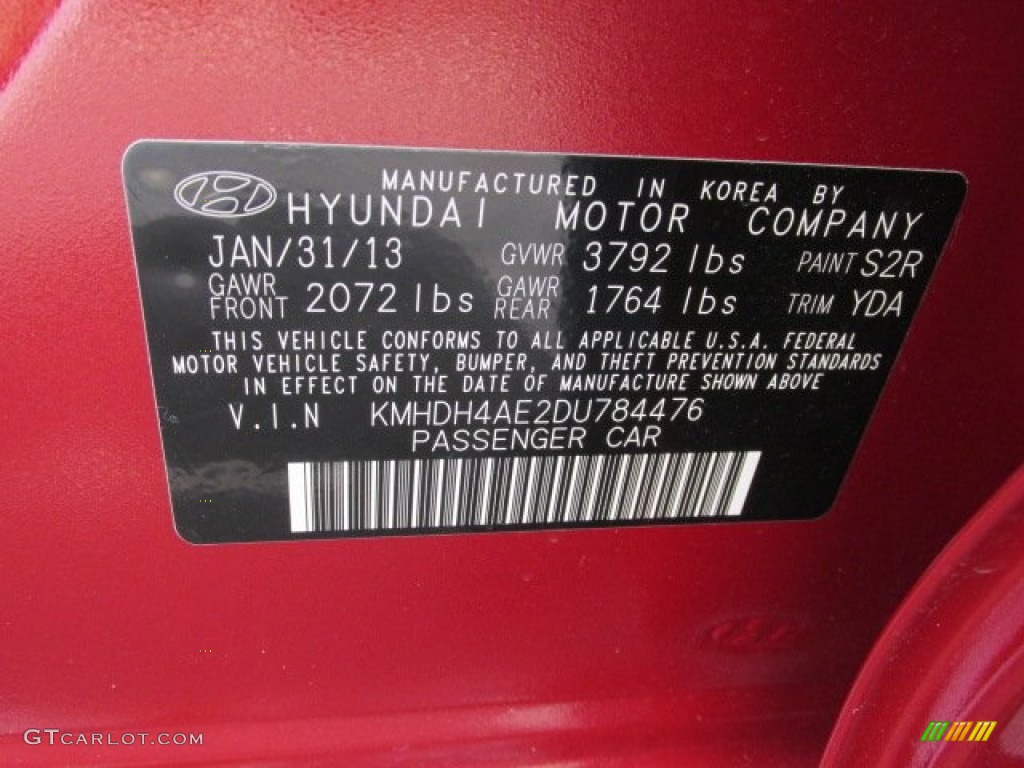 MANUFACTURED IN KOREA BY
HYUNDAI MOTOR COMPANY
JAN/31/13 GVWR 3792 lbs PAINT S2R
GAWR FRONT 2072 lbs GAWR REAR 1764 lbs TRIM YDA
THIS VEHICLE CONFORMS TO ALL APPLICABLE U.S.A. FEDERAL
MOTOR VEHICLE SAFETY, BUMPER, AND THEFT PREVENTION STANDARDS
IN EFFECT ON THE DATE OF MANUFACTURE SHOWN ABOVE
V.I.N KMHDH4AE2DU784476
PASSENGER CAR
GTCARLOT.COM